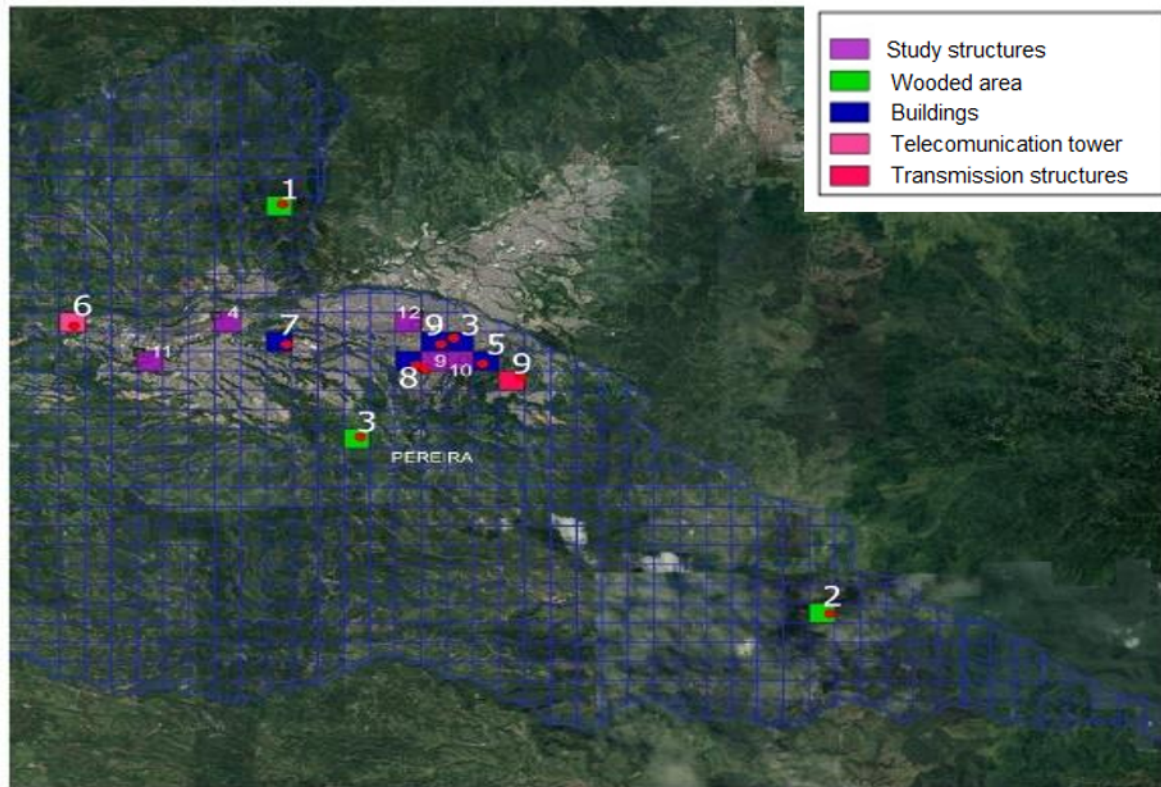 Study structures
Wooded area
Buildings
Telecomunication tower
Transmission structures
1
6
4
12
7
9
3
11
9
10
5
8
9
3
PEREIRA
2